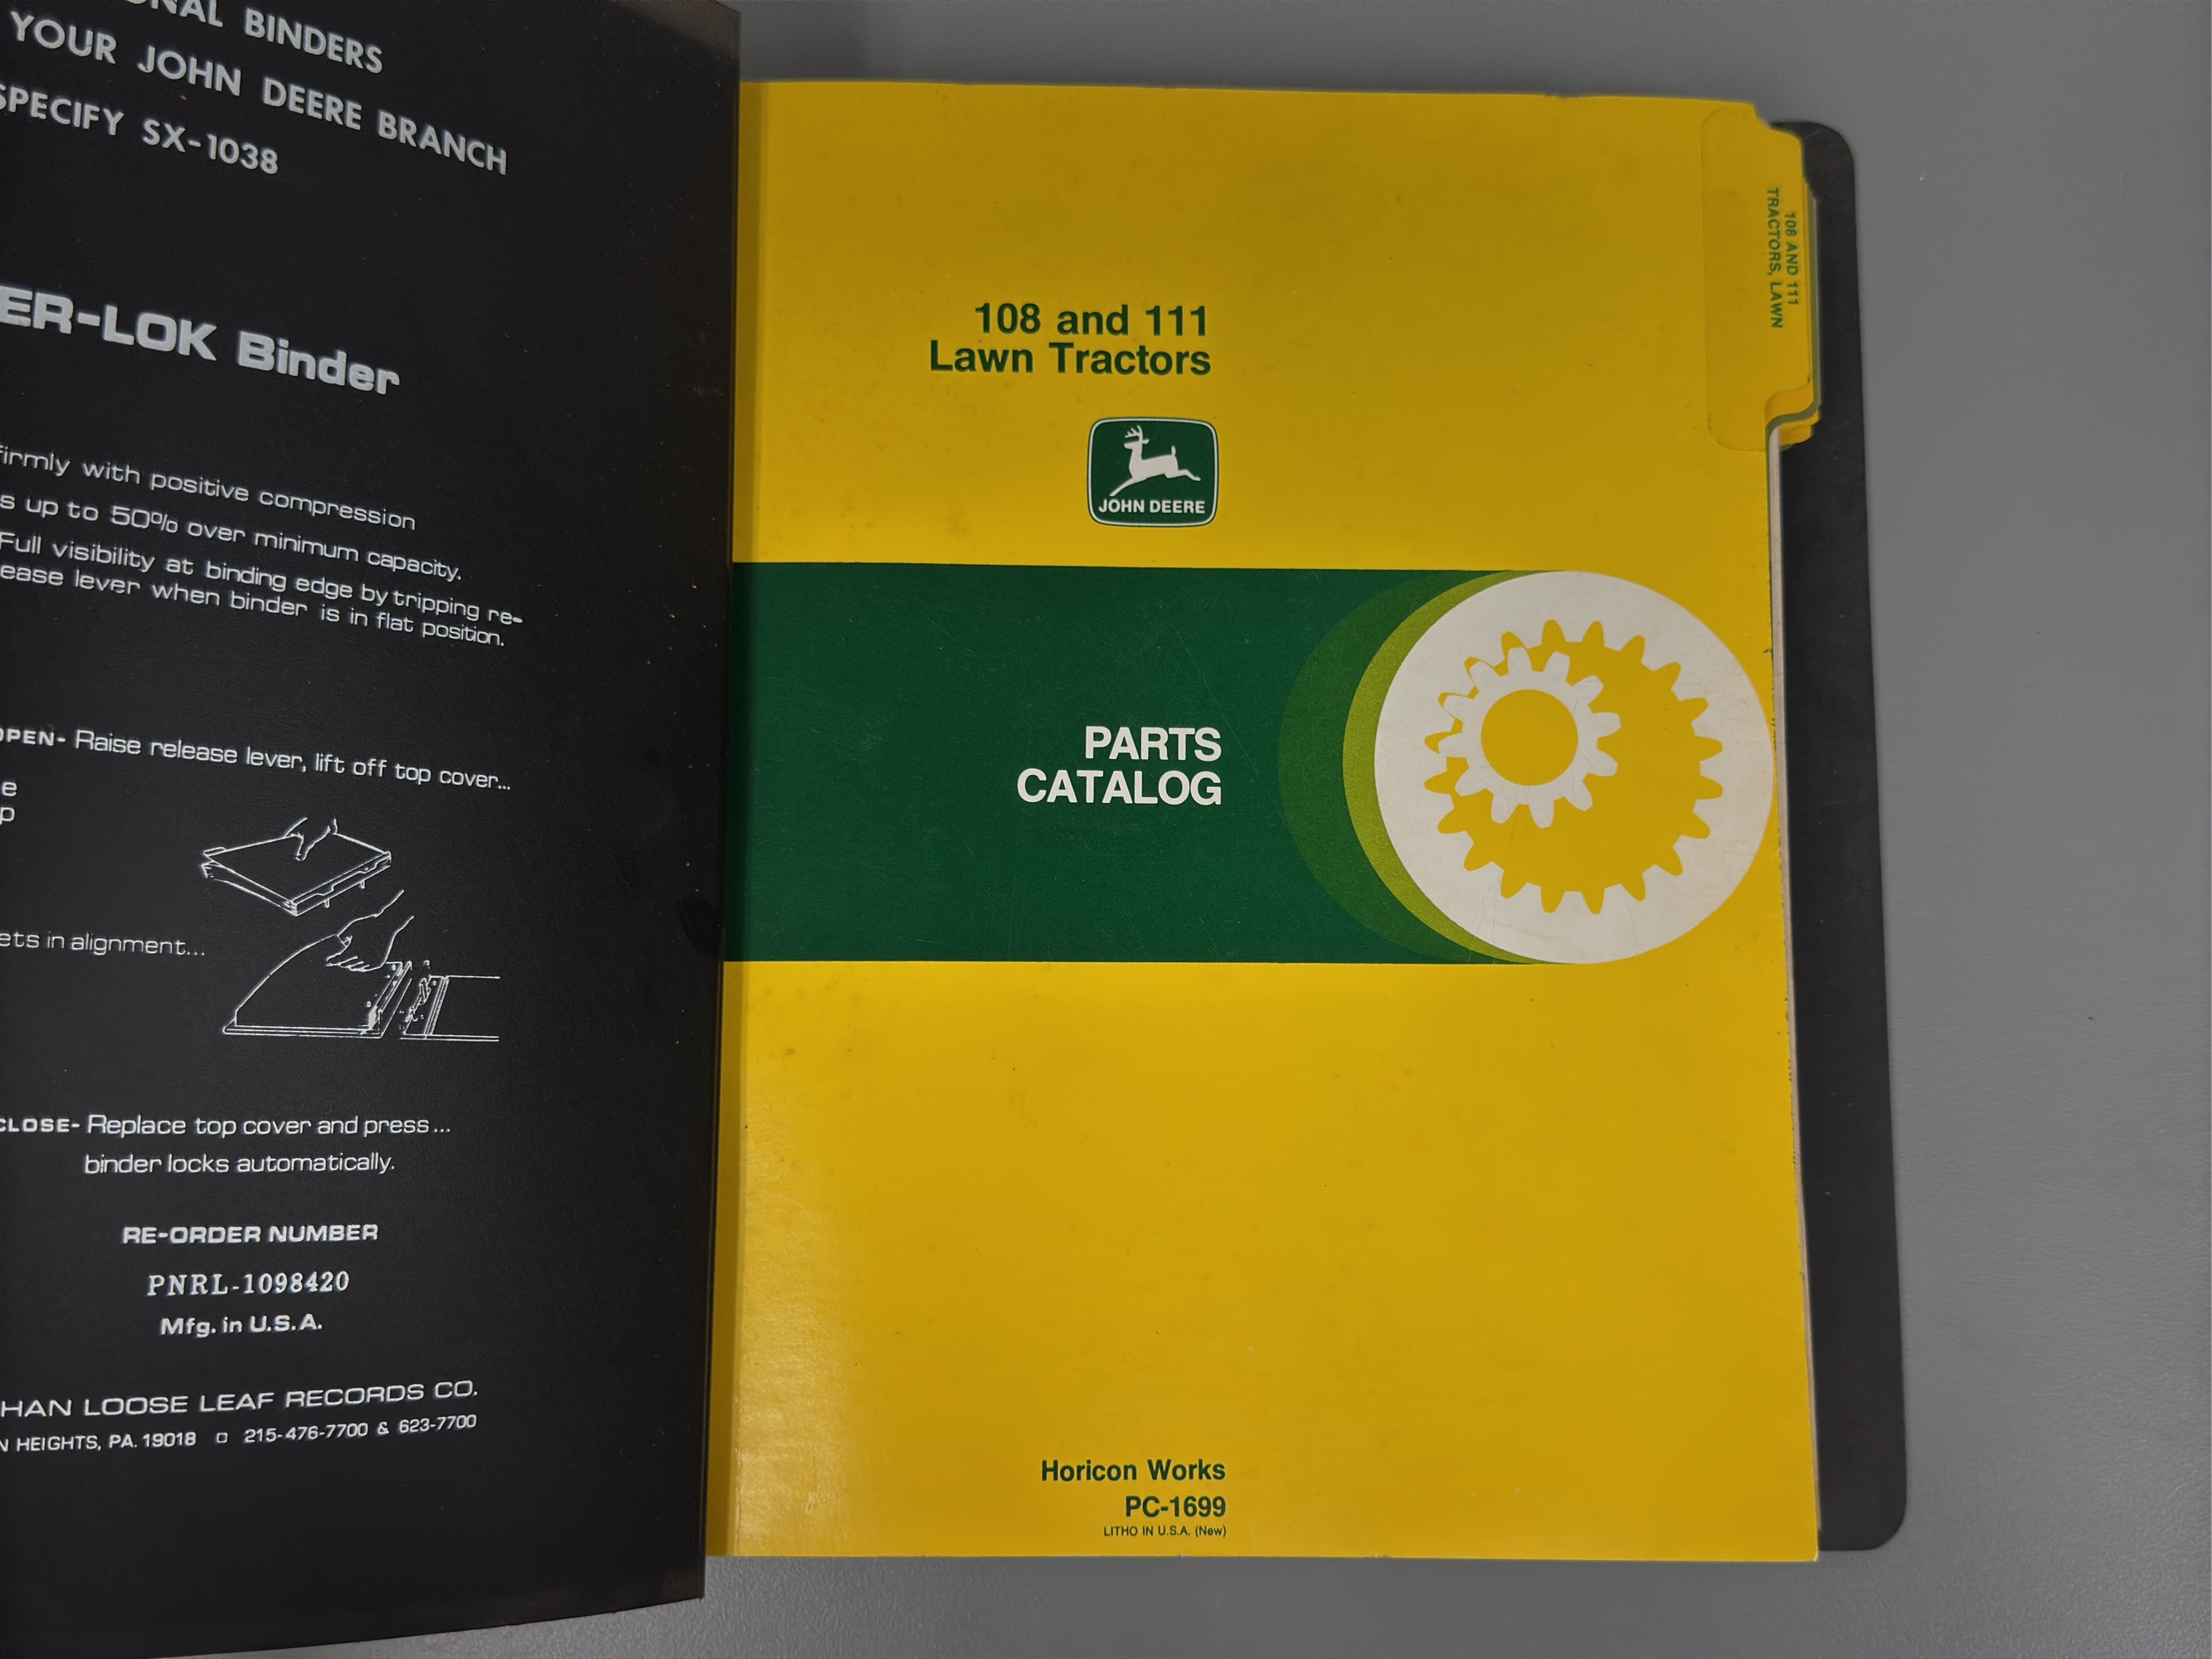 BINDERS
YOUR JOHN DEERE BRANCH
SPECIFY SX-1038
ER-LOK Binder
firmly with positive compression
up to 50% over minimum capacity.
Full visibility at binding edge by tripping re-
ease lever when binder is in flat position.
OPEN- Raise release lever, lift off top cover...
ets in alignment...
CLOSE- Replace top cover and press...
binder locks automatically.
RE-ORDER NUMBER
PNRL-1098420
Mfg. in U.S.A.
HAN LOOSE LEAF RECORDS CO.
N HEIGHTS, PA. 19018 □ 215-476-7700 & 623-7700
108 and 111
Lawn Tractors
JOHN DEERE
PARTS
CATALOG
Horicon Works
PC-1699
LITHO IN U.S.A. (New)
108 AND 111
TRACTORS, LAWN